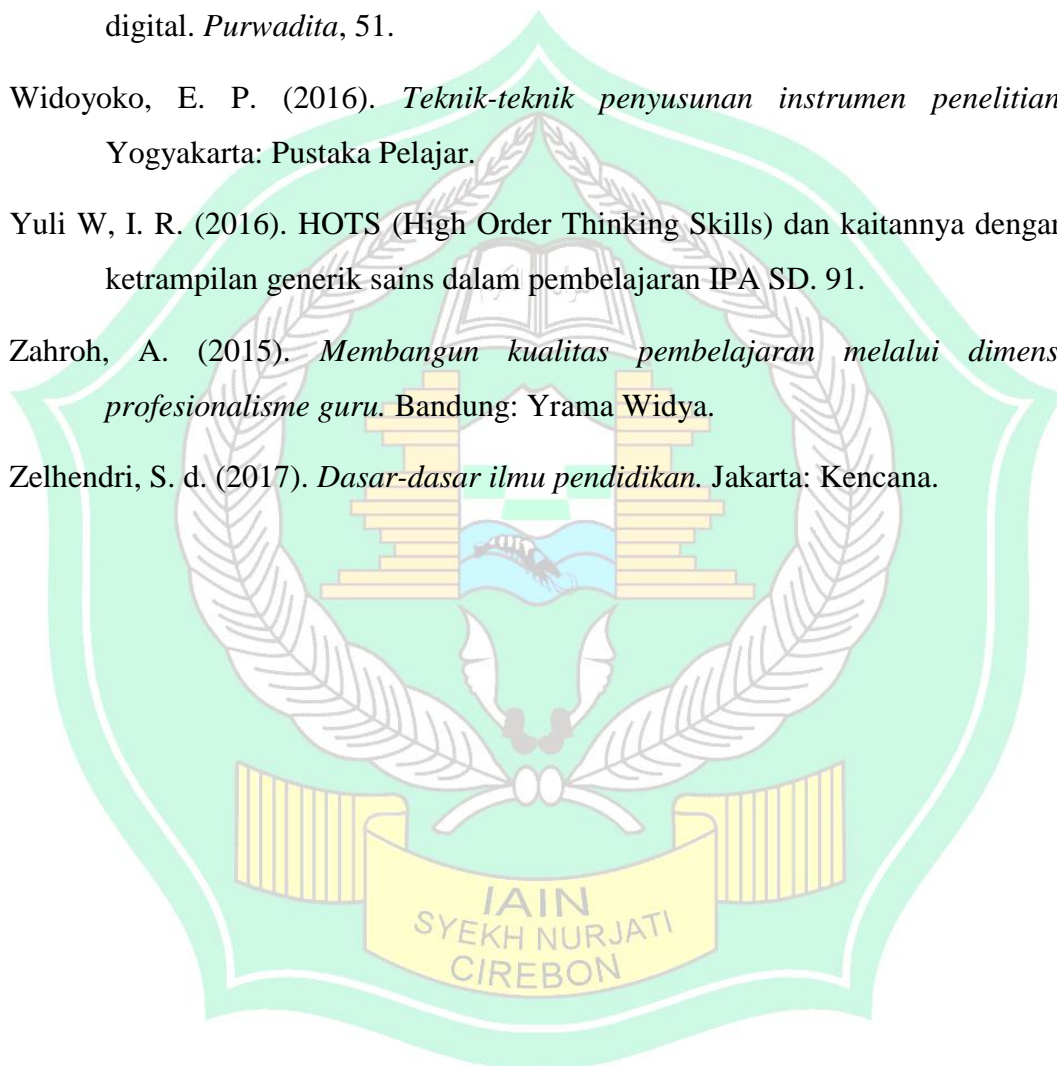 digital. Purwadita, 51.
Widoyoko, E. P. (2016). Teknik-teknik penyusunan instrumen penelitian
Yogyakarta: Pustaka Pelajar.
Yuli W, I. R. (2016). HOTS (High Order Thinking Skills) dan kaitannya dengan
ketrampilan generik sains dalam pembelajaran IPA SD. 91.
Zahroh, A. (2015). Membangun kualitas pembelajaran melalui dimens
profesionalisme guru. Bandung: Yrama Widya.
Zelhendri, S. d. (2017). Dasar-dasar ilmu pendidikan. Jakarta: Kencana.
IAIN
SYEKH NURJATI
CIREBON